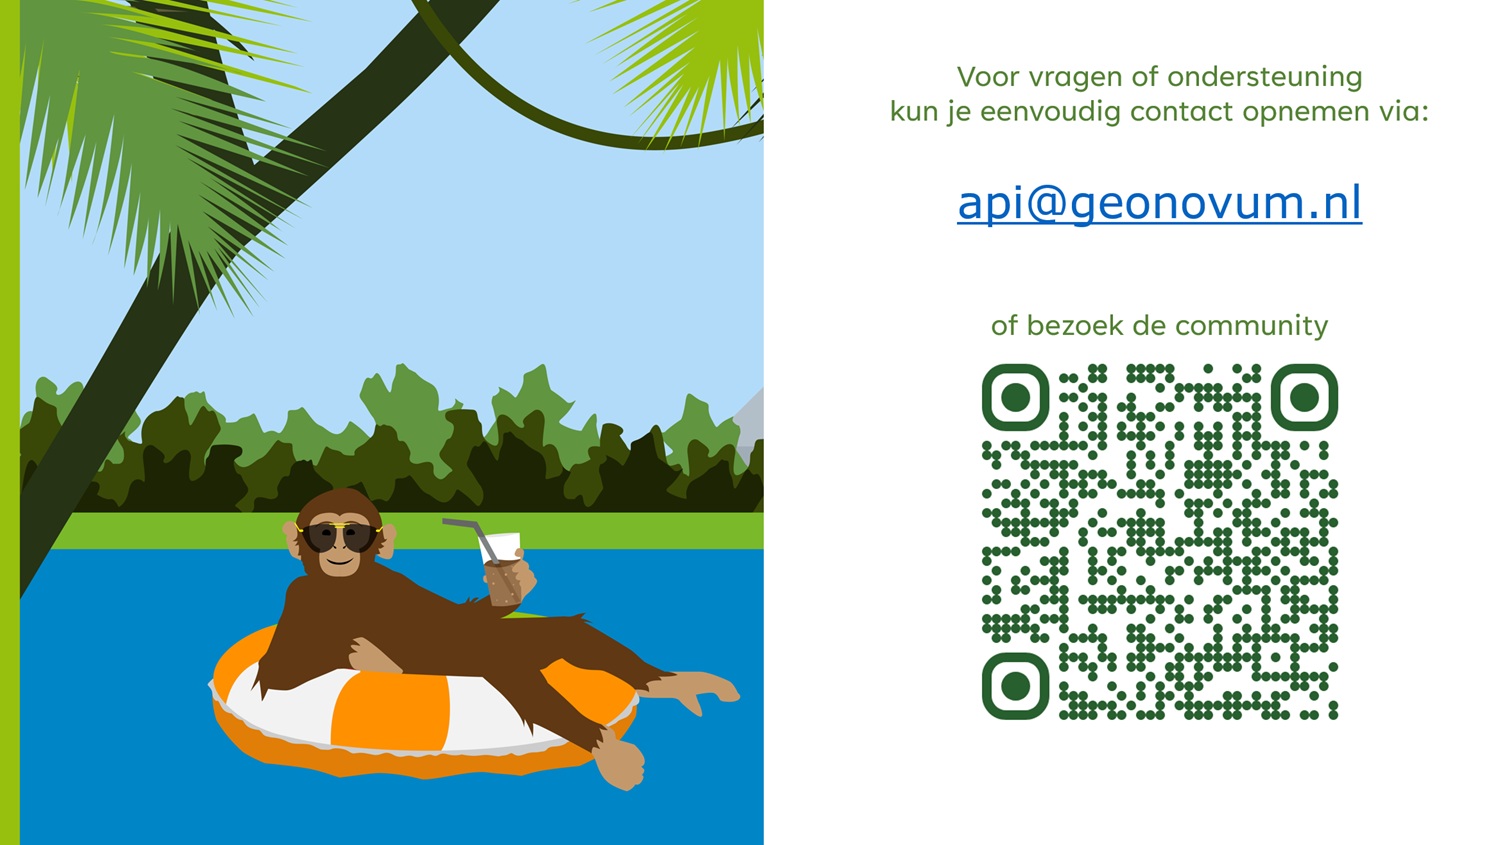 Voor vragen of ondersteuning
kun je eenvoudig contact opnemen via:
api@geonovum.nl
of bezoek de community